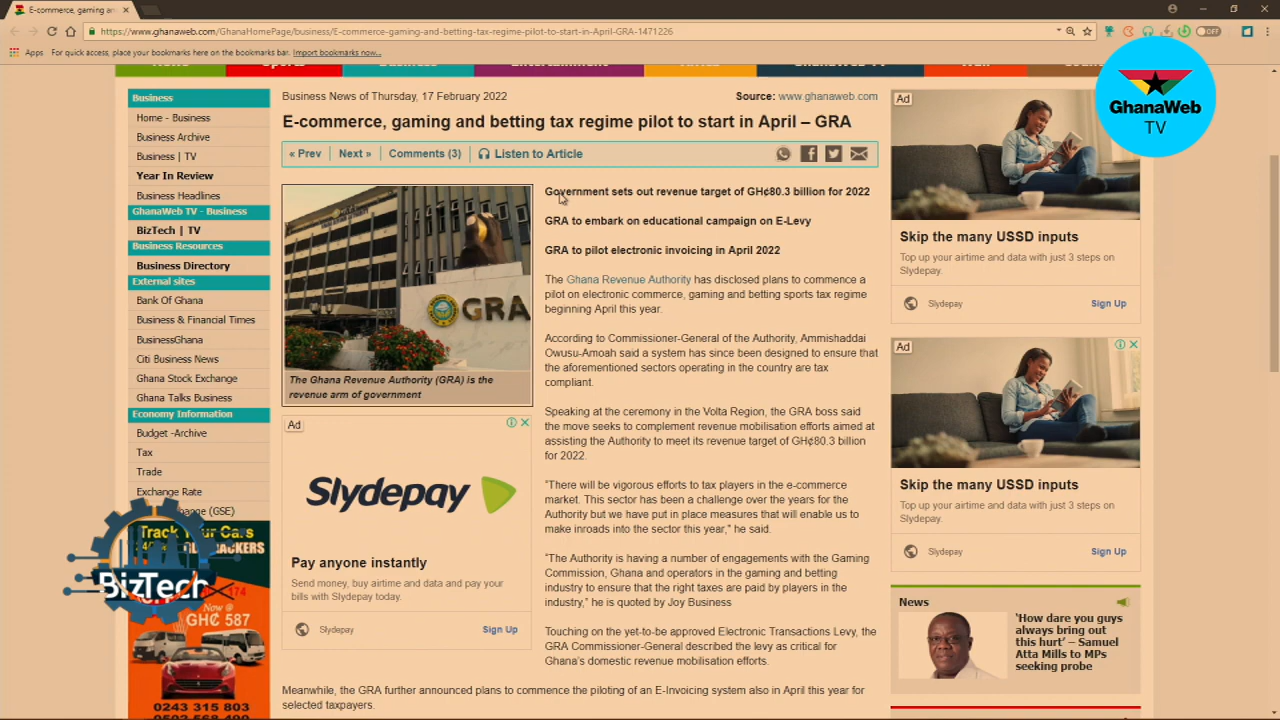 E-commerce, gaming an
https://www.ghanaweb.com/GhanaHomePage/business/E-commerce-gaming-and-betting-tax-regime-pilot-to-start-in-April-GRA-1471226
OFF
Apps
For quick access, place your bookmarks here on the bookmarks bar. Import bookmarks now...
GhanaWeb
TV
Business
Home - Business
Business Archive
Business | TV
Year In Review
Business Headlines
GhanaWeb TV - Business
BizTech | TV
Business Resources
Business Directory
External sites
Bank Of Ghana
Business & Financial Times
BusinessGhana
Citi Business News
Ghana Stock Exchange
Ghana Talks Business
Economy Information
Budget -Archive
Tax
Trade
Exchange Rate
(GSE)
Track Your Cars
BizTech
174
Now @
GH₵ 587
0243 315 803
Business News of Thursday, 17 February 2022
Source: www.ghanaweb.com
E-commerce, gaming and betting tax regime pilot to start in April – GRA
« Prev
Next »
Comments (3)
Listen to Article
GRA
The Ghana Revenue Authority (GRA) is the
revenue arm of government
Ad
Slydepay
Pay anyone instantly
Send money, buy airtime and data and pay your
bills with Slydepay today.
Slydepay
Sign Up
Government sets out revenue target of GH¢80.3 billion for 2022
GRA to embark on educational campaign on E-Levy
GRA to pilot electronic invoicing in April 2022
The Ghana Revenue Authority has disclosed plans to commence a
pilot on electronic commerce, gaming and betting sports tax regime
beginning April this year.
According to Commissioner-General of the Authority, Ammishaddai
Owusu-Amoah said a system has since been designed to ensure that
the aforementioned sectors operating in the country are tax
compliant.
Speaking at the ceremony in the Volta Region, the GRA boss said
the move seeks to complement revenue mobilisation efforts aimed at
assisting the Authority to meet its revenue target of GH¢80.3 billion
for 2022.
"There will be vigorous efforts to tax players in the e-commerce
market. This sector has been a challenge over the years for the
Authority but we have put in place measures that will enable us to
make inroads into the sector this year," he said.
"The Authority is having a number of engagements with the Gaming
Commission, Ghana and operators in the gaming and betting
industry to ensure that the right taxes are paid by players in the
industry," he is quoted by Joy Business
Touching on the yet-to-be approved Electronic Transactions Levy, the
GRA Commissioner-General described the levy as critical for
Ghana's domestic revenue mobilisation efforts.
Meanwhile, the GRA further announced plans to commence the piloting of an E-Invoicing system also in April this year for
selected taxpayers.
Ad
Skip the many USSD inputs
Top up your airtime and data with just 3 steps on
Slydepay.
Slydepay
Sign Up
Ad
Skip the many USSD inputs
Top up your airtime and data with just 3 steps on
Slydepay.
Slydepay
Sign Up
News
'How dare you guys
always bring out
this hurt' – Samuel
Atta Mills to MPs
seeking probe